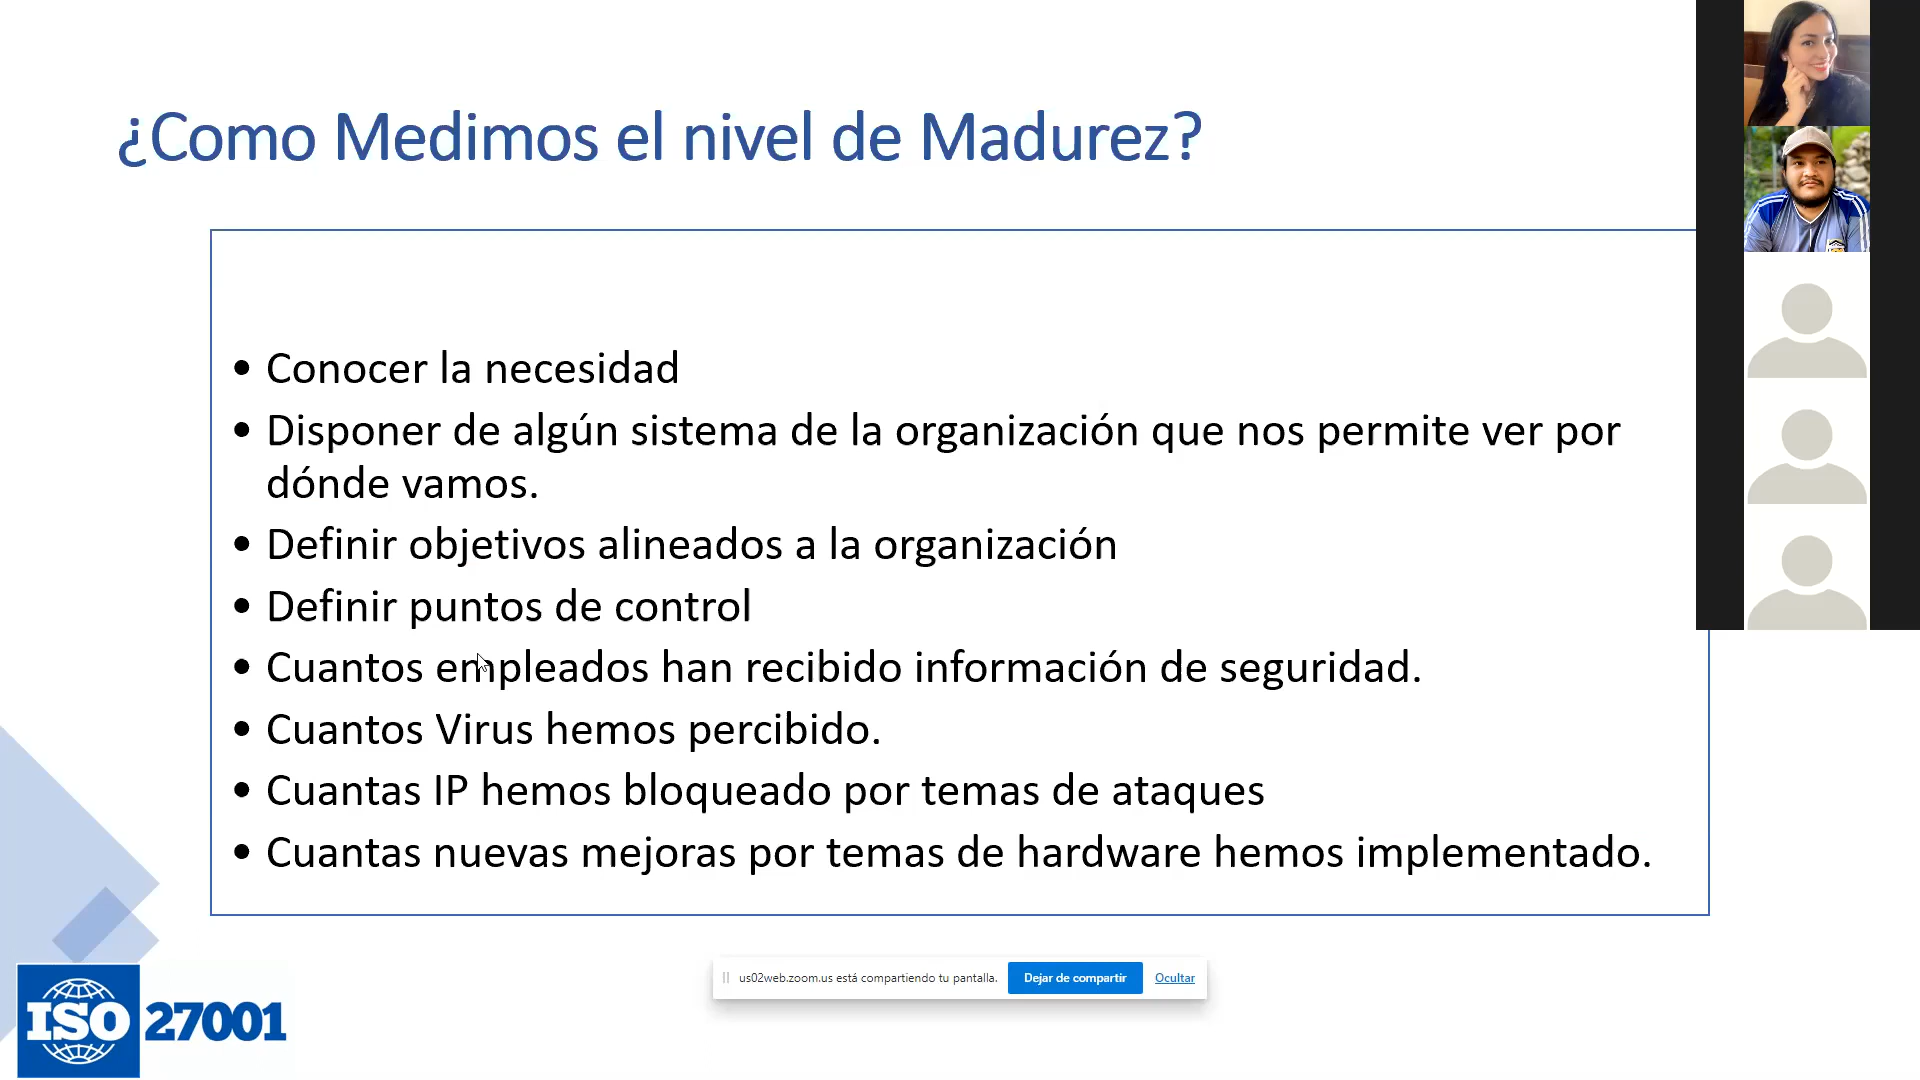 ¿Como Medimos el nivel de Madurez?
• Conocer la necesidad
• Disponer de algún sistema de la organización que nos permite ver por
dónde vamos.
• Definir objetivos alineados a la organización
• Definir puntos de control
• Cuantos empleados han recibido información de seguridad.
• Cuantos Virus hemos percibido.
• Cuantas IP hemos bloqueado por temas de ataques
• Cuantas nuevas mejoras por temas de hardware hemos implementado.
us02web.zoom.us está compartiendo tu pantalla. Dejar de compartir Ocultar
ISO 27001